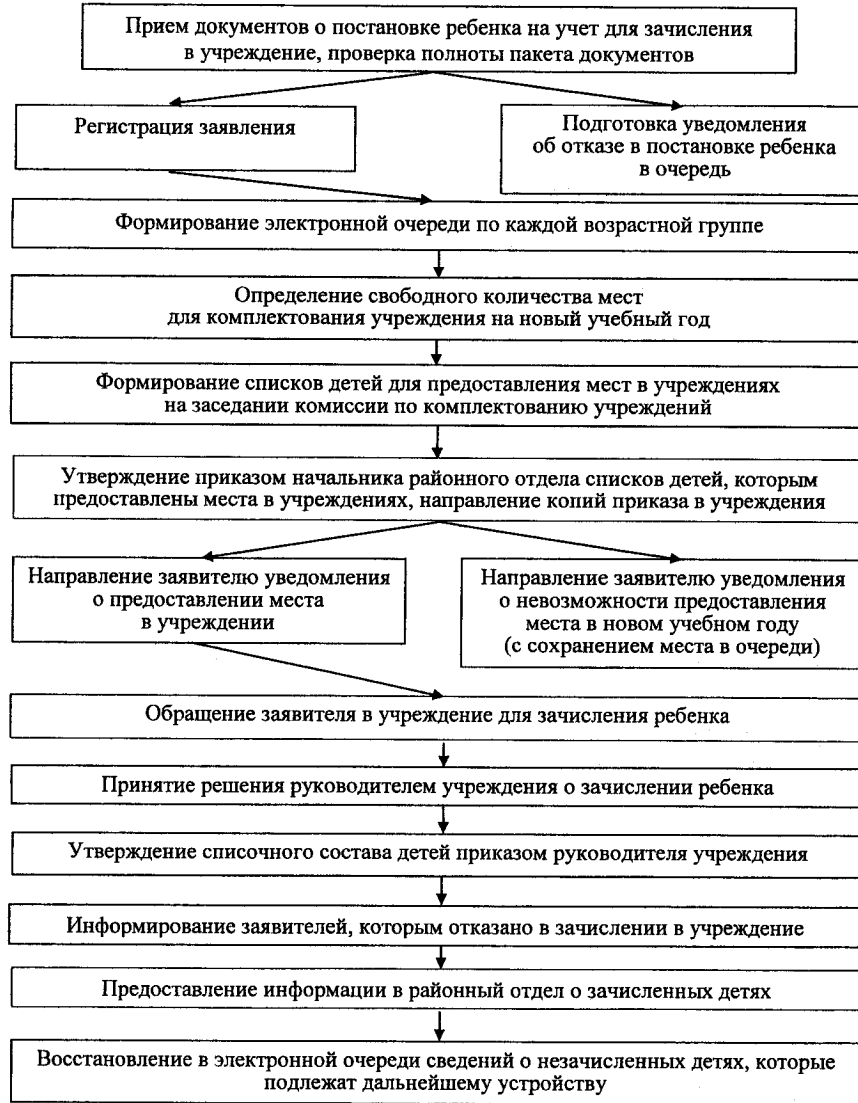 Прием документов о постановке ребенка на учет для зачисления
в учреждение, проверка полноты пакета документов
Регистрация заявления
Подготовка уведомления
об отказе в постановке ребенка
в очередь
Формирование электронной очереди по каждой возрастной группе
Определение свободного количества мест
для комплектования учреждения на новый учебный год
Формирование списков детей для предоставления мест в учреждениях
на заседании комиссии по комплектованию учреждений
Утверждение приказом начальника районного отдела списков детей, которым
предоставлены места в учреждениях, направление копий приказа в учреждения
Направление заявителю уведомления
о предоставлении места
в учреждении
Направление заявителю уведомления
о невозможности предоставления
места в новом учебном году
(с сохранением места в очереди)
Обращение заявителя в учреждение для зачисления ребенка
Принятие решения руководителем учреждения о зачислении ребенка
Утверждение списочного состава детей приказом руководителя учреждения
Информирование заявителей, которым отказано в зачислении в учреждение
Предоставление информации в районный отдел о зачисленных детях
Восстановление в электронной очереди сведений о незачисленных детях, которые
подлежат дальнейшему устройству